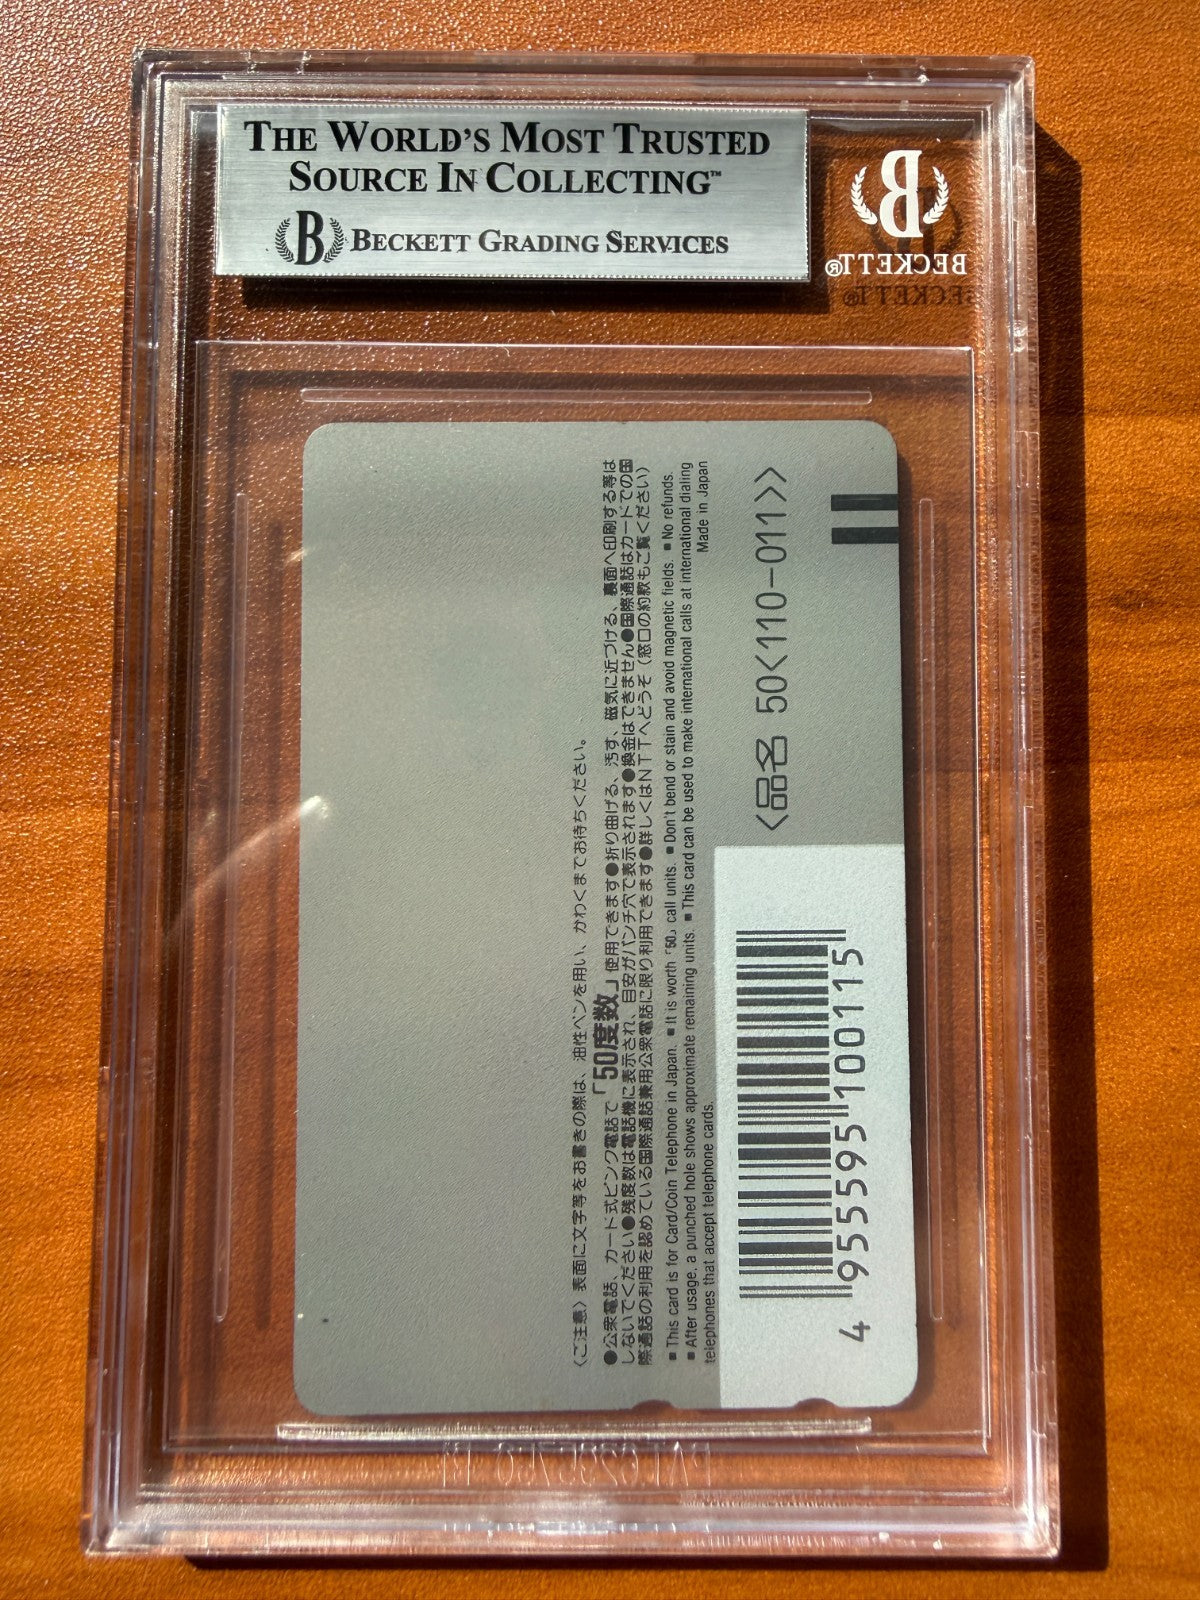 THE WORLD'S MOST TRUSTED
SOURCE IN COLLECTING™
B BECKETT GRADING SERVICES
B
BECKETT®
〈ご注意〉表面に文字等をお書きの際は、油性ペンを用い、かわくまでお待ちください。
●公衆電話、カード式ピンク電話で「50度数」使用できます●折り曲げる、汚す、磁気に近づける、裏面へ印刷する等は
しないでください●残度数は電話機に表示され、目安がパンチ穴で表示されます●換金はできません●国際通話はカードでの国
際通話の利用を認めている国際通話兼用公衆電話に限り利用できます●詳しくはNTTへどうぞ（窓口の約款もご覧ください）
■This card is for Card/Coin Telephone in Japan. ■It is worth「50」call units. ■Don't bend or stain and avoid magnetic fields. ■No refunds.
■After usage, a punched hole shows approximate remaining units. ■This card can be used to make international calls at international dialing
telephones that accept telephone cards.
Made in Japan
〈品名 50<110-011>〉
4 955595 100115